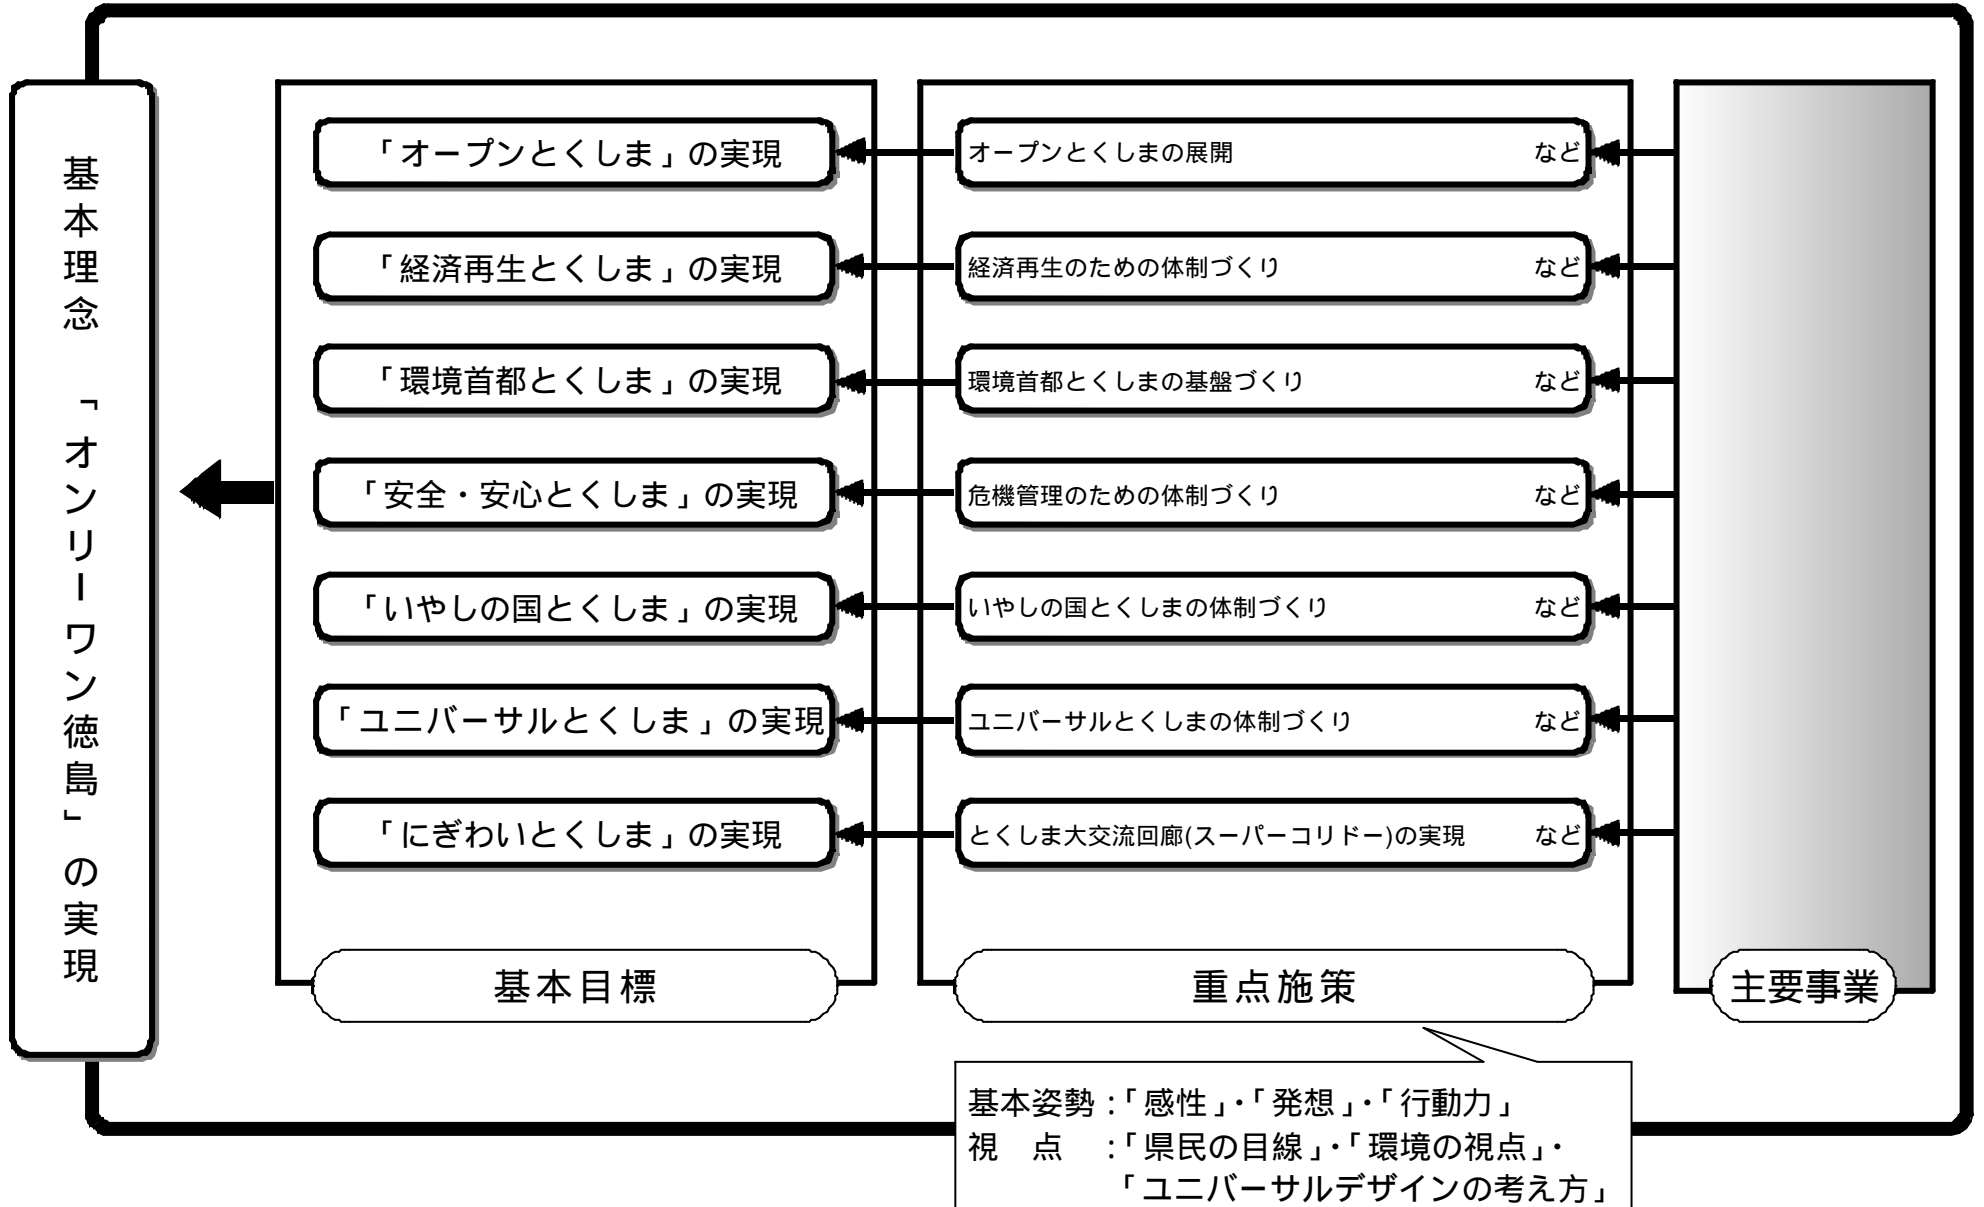 基本理念　「オンリーワン徳島」の実現
「オープンとくしま」の実現
オープンとくしまの展開　など
「経済再生とくしま」の実現
経済再生のための体制づくり　など
「環境首都とくしま」の実現
環境首都とくしまの基盤づくり　など
「安全・安心とくしま」の実現
危機管理のための体制づくり　など
「いやしの国とくしま」の実現
いやしの国とくしまの体制づくり　など
「ユニバーサルとくしま」の実現
ユニバーサルとくしまの体制づくり　など
「にぎわいとくしま」の実現
とくしま大交流回廊(スーパーコリドー)の実現　など
基本目標
重点施策
主要事業
基本姿勢：「感性」・「発想」・「行動力」
視　点　：「県民の目線」・「環境の視点」・
「ユニバーサルデザインの考え方」